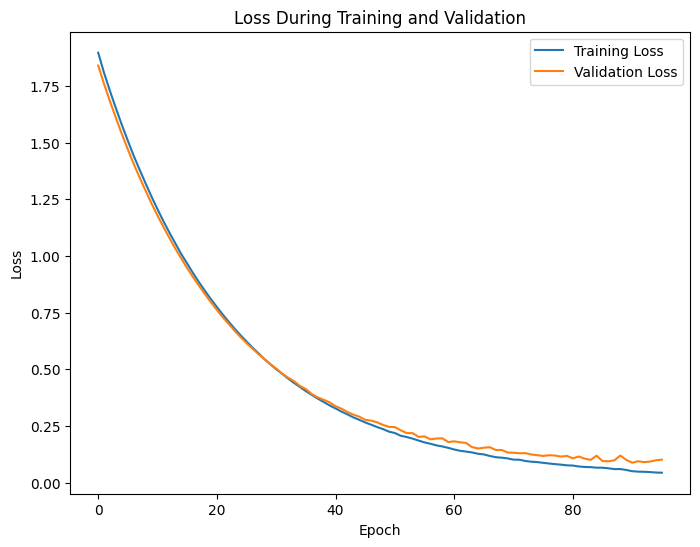 Loss During Training and Validation
Training Loss
Validation Loss
1.75
1.50
1.25
1.00
0.75
0.50
0.25
0.00
Loss
0 20 40 60 80
Epoch